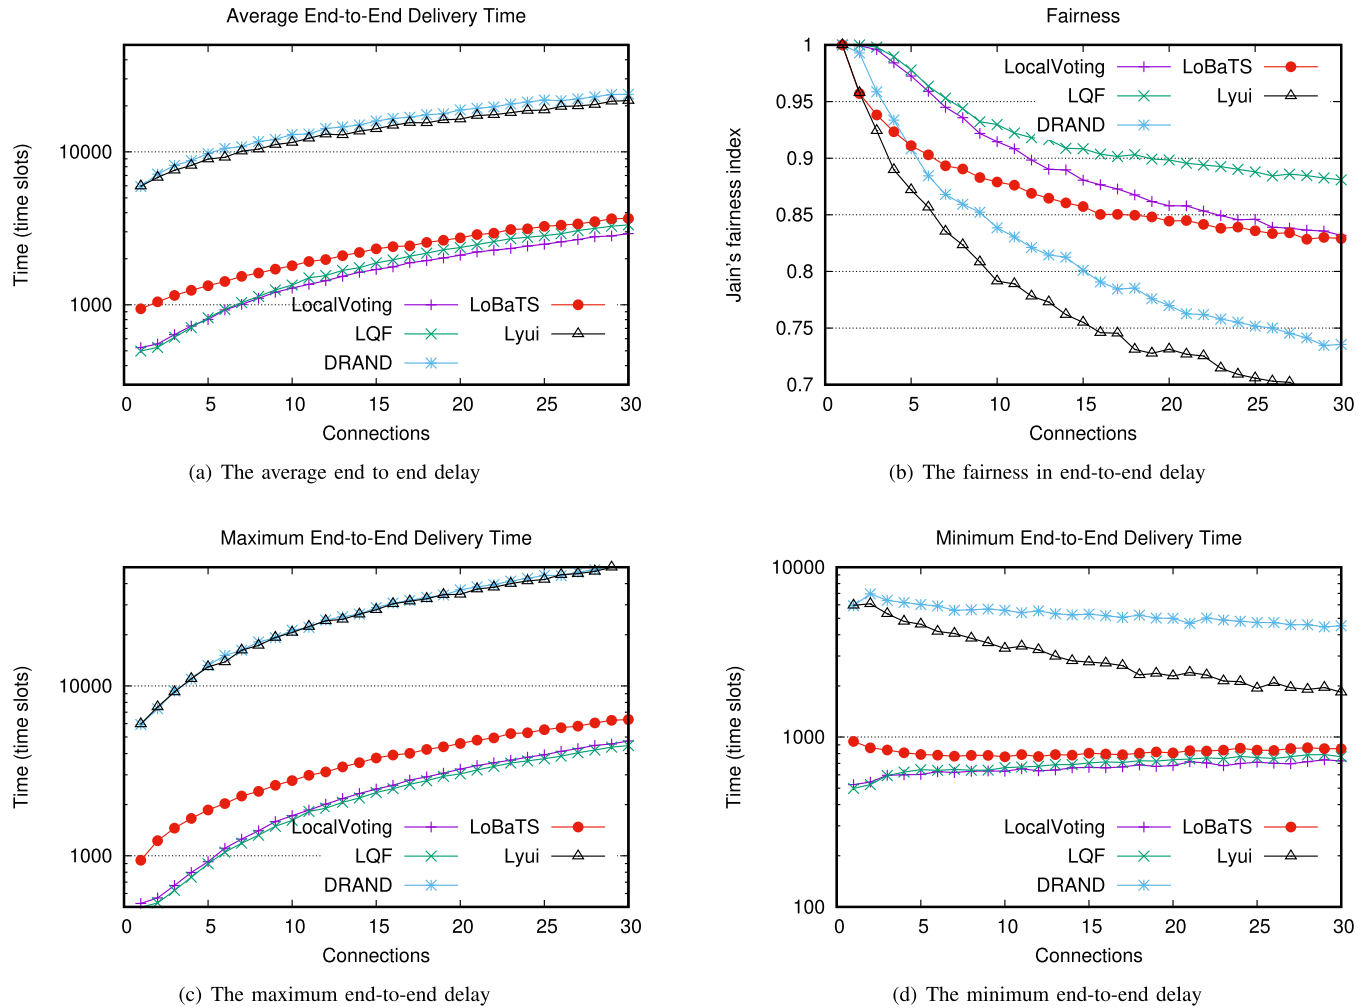 Average End-to-End Delivery Time
Time (time slots)
10000
1000
LocalVoting
LoBaTS
LQF
Lyui
DRAND
0 5 10 15 20 25 30
Connections
(a) The average end to end delay
Fairness
Jain's fairness index
1
0.95
0.9
0.85
0.8
0.75
0.7
LocalVoting
LoBaTS
LQF
Lyui
DRAND
0 5 10 15 20 25 30
Connections
(b) The fairness in end-to-end delay
Maximum End-to-End Delivery Time
Time (time slots)
10000
1000
LocalVoting
LoBaTS
LQF
Lyui
DRAND
0 5 10 15 20 25 30
Connections
(c) The maximum end-to-end delay
Minimum End-to-End Delivery Time
Time (time slots)
10000
1000
100
LocalVoting
LoBaTS
LQF
Lyui
DRAND
0 5 10 15 20 25 30
Connections
(d) The minimum end-to-end delay